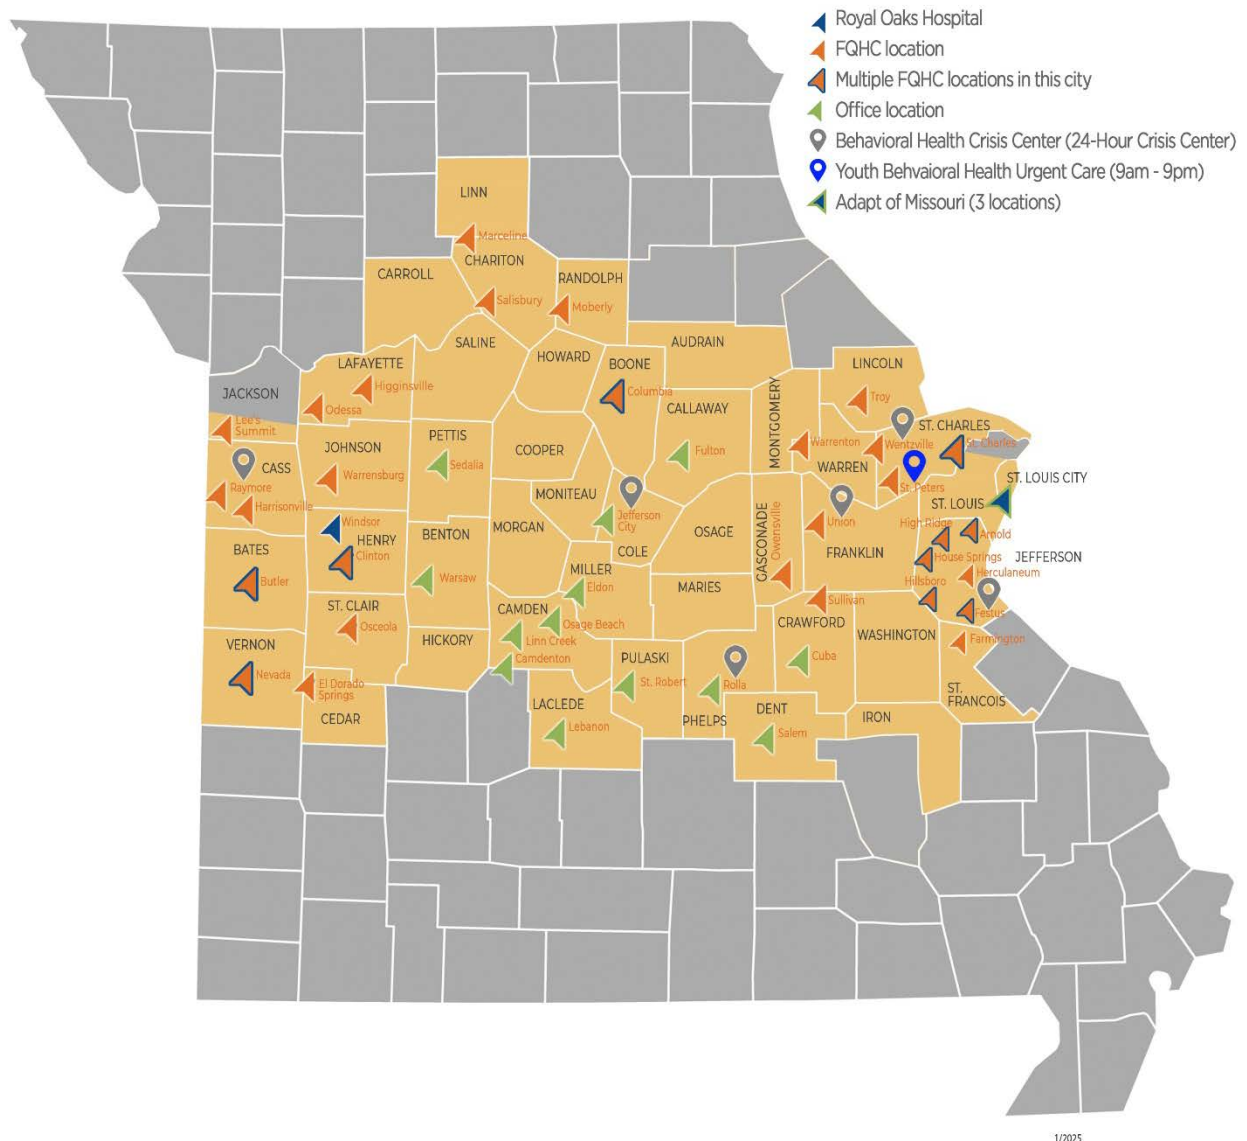 Royal Oaks Hospital
FQHC location
Multiple FQHC locations in this city
Office location
Behavioral Health Crisis Center (24-Hour Crisis Center)
Youth Behvaioral Health Urgent Care (9am - 9pm)
Adapt of Missouri (3 locations)
LINN
Marceline
CHARITON
CARROLL
RANDOLPH
Salisbury
Moberly
SALINE
HOWARD
AUDRAIN
LAFAYETTE
BOONE
LINCOLN
JACKSON
Higginsville
Columbia
Troy
Odessa
CALLAWAY
MONTGOMERY
Lee's
Summit
ST. CHARLES
St. Charles
PETTIS
JOHNSON
COOPER
Fulton
Warrenton
Wentzville
CASS
Sedalia
WARREN
Warrensburg
ST. LOUIS CITY
Raymore
MONITEAU
St. Peters
Harrisonville
ST. LOUIS
Jefferson
City
Windsor
MORGAN
OSAGE
GASCONADE
Owensville
Union
High Ridge
Arnold
HENRY
BENTON
BATES
Clinton
COLE
FRANKLIN
House Springs
JEFFERSON
MILLER
Herculaneum
Butler
Warsaw
Eldon
MARIES
Hillsboro
Sullivan
ST. CLAIR
CAMDEN
Festus
Osceola
Osage Beach
CRAWFORD
WASHINGTON
VERNON
HICKORY
Linn Creek
Farmington
Camdenton
PULASKI
Cuba
Nevada
El Dorado
Springs
St. Robert
Rolla
ST.
FRANCOIS
CEDAR
LACLEDE
PHELPS
DENT
IRON
Lebanon
Salem
1/2025